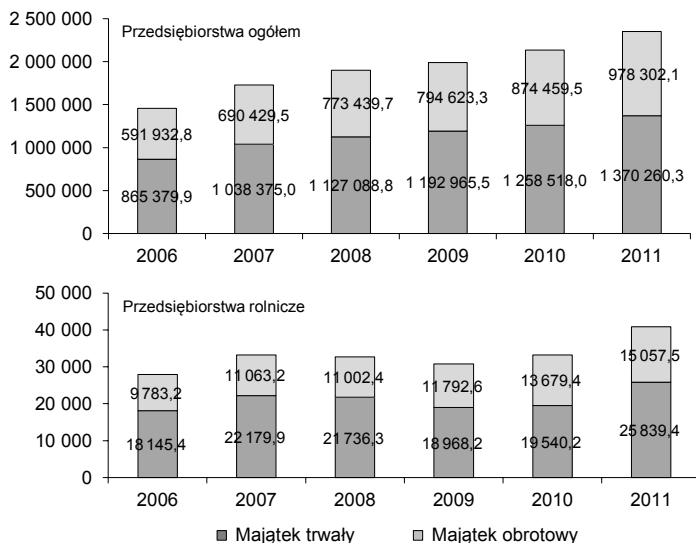 2 500 000
Przedsiębiorstwa ogółem
2 000 000
1 500 000
1 000 000
500 000
0
591 932,8
690 429,5
773 439,7
794 623,3
874 459,5
978 302,1
865 379,9
1 038 375,0
1 127 088,8
1 192 965,5
1 258 518,0
1 370 260,3
2006 2007 2008 2009 2010 2011
50 000
Przedsiębiorstwa rolnicze
40 000
30 000
20 000
10 000
0
9 783,2
11 063,2
11 002,4
11 792,6
13 679,4
15 057,5
18 145,4
22 179,9
21 736,3
18 968,2
19 540,2
25 839,4
2006 2007 2008 2009 2010 2011
Majątek trwały Majątek obrotowy